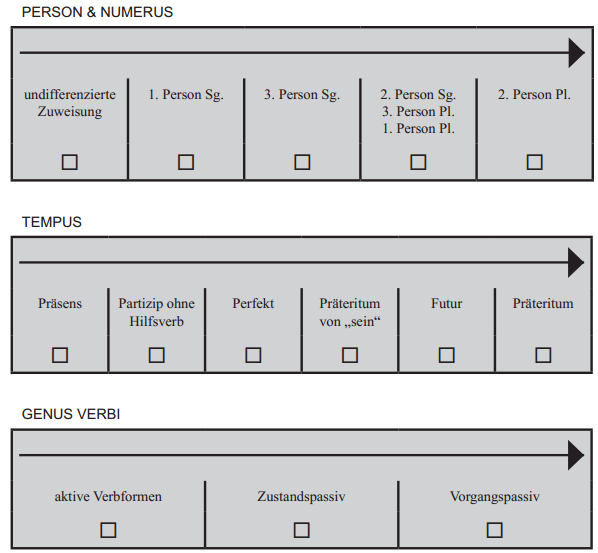 PERSON & NUMERUS
undifferenzierte
Zuweisung
1. Person Sg.
3. Person Sg.
2. Person Sg.
3. Person Pl.
1. Person Pl.
2. Person Pl.
TEMPUS
Präsens
Partizip ohne
Hilfsverb
Perfekt
Präteritum
von „sein“
Futur
Präteritum
GENUS VERBI
aktive Verbformen
Zustandspassiv
Vorgangspassiv